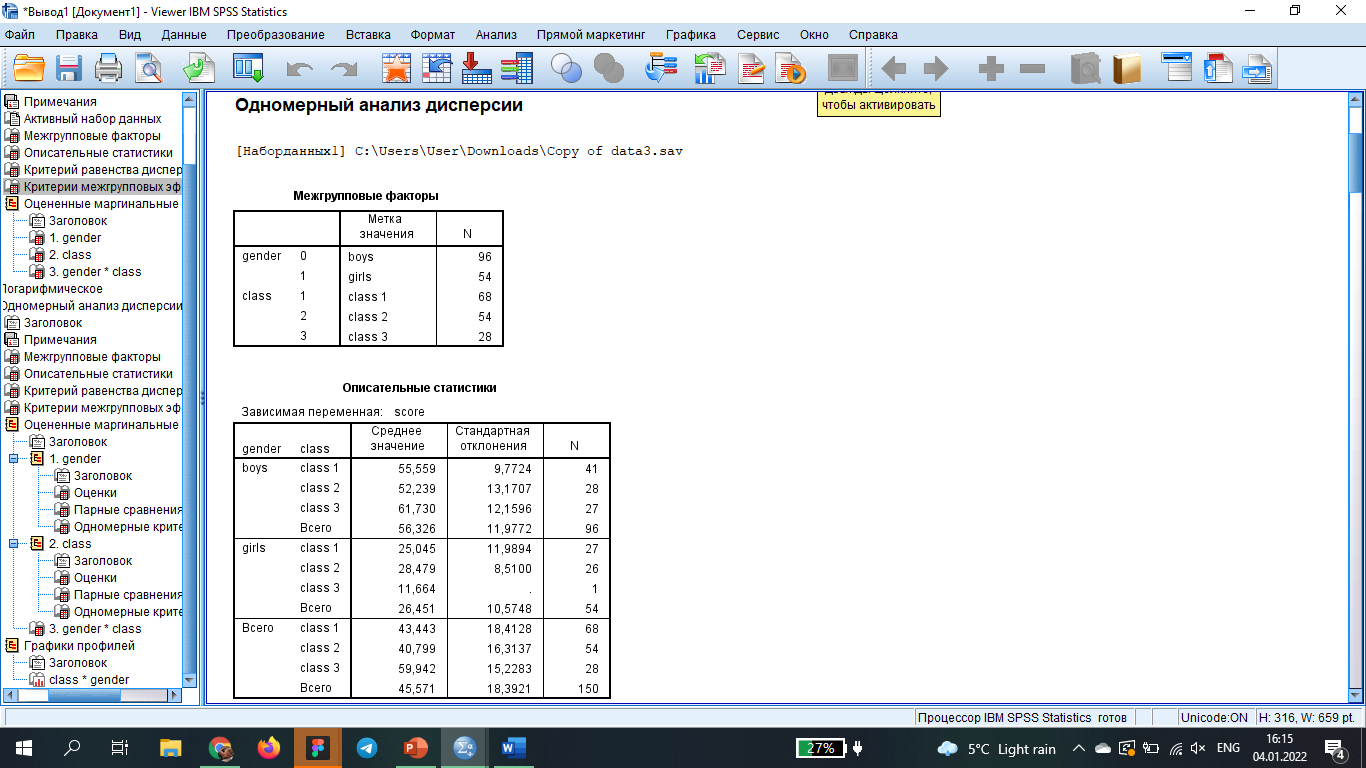 *Вывод1 [Документ1] - Viewer IBM SPSS Statistics
Файл Правка Вид Данные Преобразование Вставка Формат Анализ Прямой маркетинг Графика Сервис Окно Справка
Примечания
Активный набор данных
Межгрупповые факторы
Описательные статистики
Критерий равенства диспер
Критерии межгрупповых эф
Оцененные маргинальные
Заголовок
1. gender
2. class
3. gender * class
Логарифмическое
Одномерный анализ дисперсии
Заголовок
Примечания
Межгрупповые факторы
Описательные статистики
Критерий равенства диспер
Критерии межгрупповых эф
Оцененные маргинальные
Заголовок
1. gender
Заголовок
Оценки
Парные сравнения
Одномерные крите
2. class
Заголовок
Оценки
Парные сравнения
Одномерные крите
3. gender * class
Графики профилей
Заголовок
class * gender
Одномерный анализ дисперсии
чтобы активировать
[Наборданных1] C:\Users\User\Downloads\Copy of data3.sav
Межгрупповые факторы
Метка значения N
gender 0 boys 96
1 girls 54
class 1 class 1 68
2 class 2 54
3 class 3 28
Описательные статистики
Зависимая переменная: score
gender class Среднее значение Стандартная отклонения N
boys class 1 55,559 9,7724 41
class 2 52,239 13,1707 28
class 3 61,730 12,1596 27
Всего 56,326 11,9772 96
girls class 1 25,045 11,9894 27
class 2 28,479 8,5100 26
class 3 11,664 . 1
Всего 26,451 10,5748 54
Всего class 1 43,443 18,4128 68
class 2 40,799 16,3137 54
class 3 59,942 15,2283 28
Всего 45,571 18,3921 150
Процессор IBM SPSS Statistics готов Unicode:ON H: 316, W: 659 pt.
27% 5°C Light rain ENG 16:15
04.01.2022 4